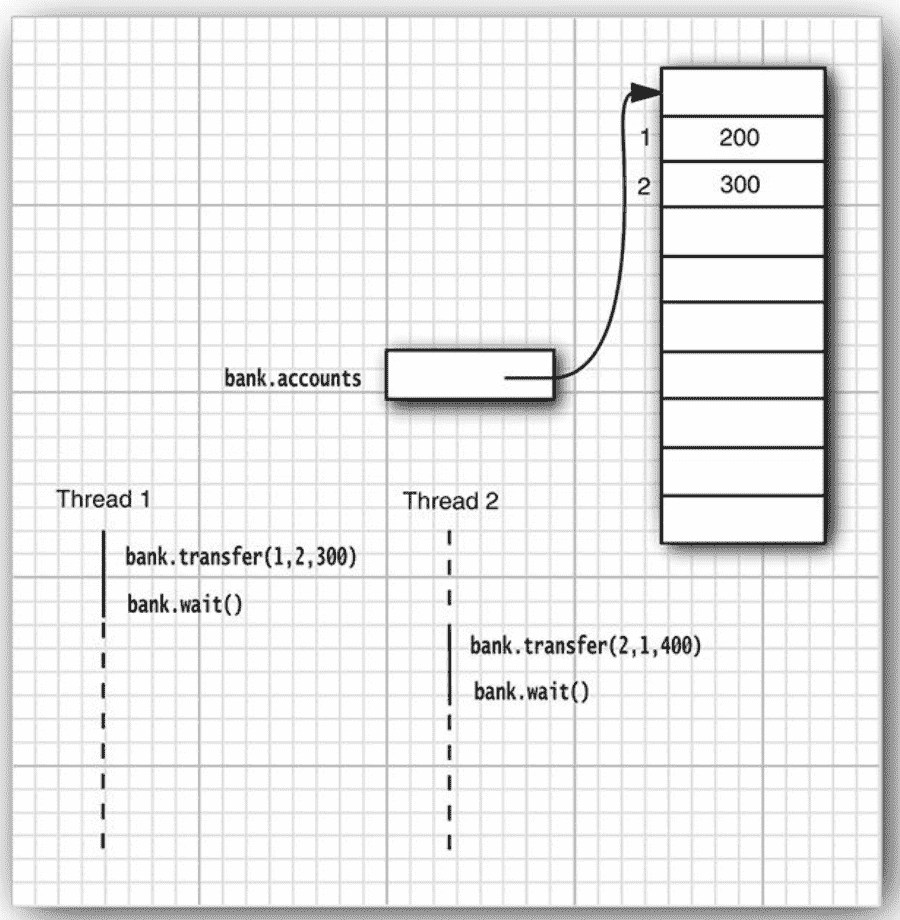 1 200
2 300
bank.accounts
Thread 1
Thread 2
bank.transfer(1,2,300)
bank.wait()
bank.transfer(2,1,400)
bank.wait()